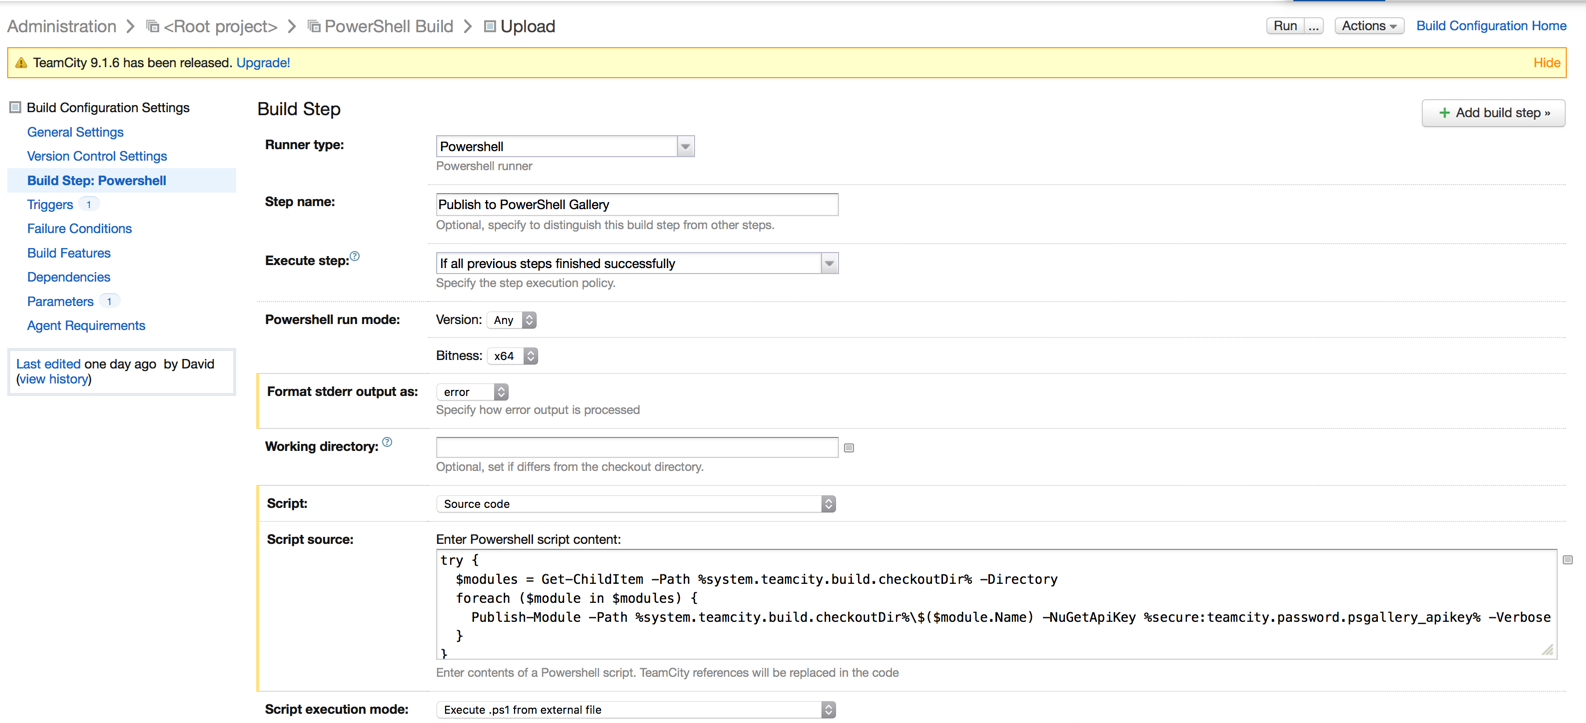 Administration > <Root project> > PowerShell Build > Upload
Run ... Actions Build Configuration Home
TeamCity 9.1.6 has been released. Upgrade! Hide
Build Configuration Settings
General Settings
Version Control Settings
Build Step: Powershell
Triggers 1
Failure Conditions
Build Features
Dependencies
Parameters 1
Agent Requirements
Last edited one day ago by David
(view history)
Build Step
+ Add build step »
Runner type: Powershell
Powershell runner
Step name: Publish to PowerShell Gallery
Optional, specify to distinguish this build step from other steps.
Execute step:? If all previous steps finished successfully
Specify the step execution policy.
Powershell run mode: Version: Any
Bitness: x64
Format stderr output as: error
Specify how error output is processed
Working directory: ?
Optional, set if differs from the checkout directory.
Script: Source code
Script source: Enter Powershell script content:
try {
$modules = Get-ChildItem -Path %system.teamcity.build.checkoutDir% -Directory
foreach ($module in $modules) {
Publish-Module -Path %system.teamcity.build.checkoutDir%\$($module.Name) -NuGetApiKey %secure:teamcity.password.psgallery_apikey% -Verbose
}
}
Enter contents of a Powershell script. TeamCity references will be replaced in the code
Script execution mode: Execute .ps1 from external file